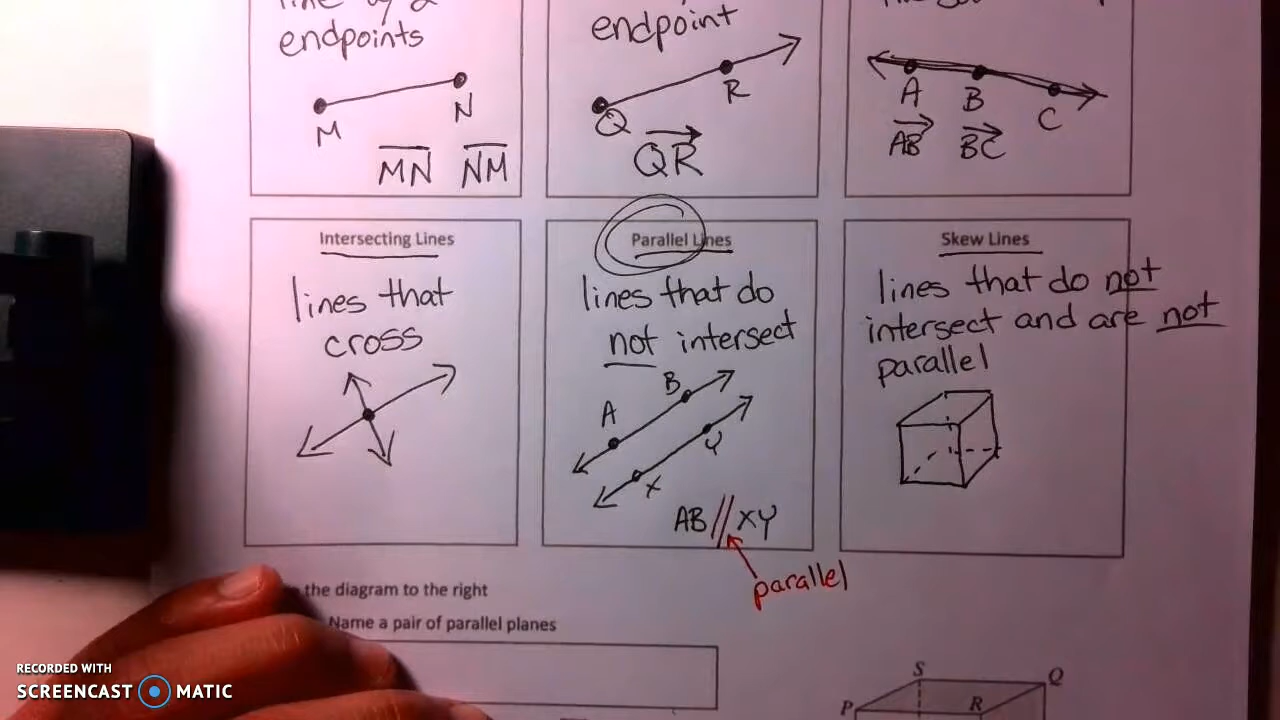 endpoints
M
N
MN NM
endpoint
Q
R
QR
A
B
C
AB BC
Intersecting Lines
lines that
cross
Parallel Lines
lines that do
not intersect
A
B
X
Y
AB // XY
parallel
Skew Lines
lines that do not
intersect and are not
parallel
the diagram to the right
Name a pair of parallel planes
S
Q
P
R
RECORDED WITH
SCREENCAST MATIC